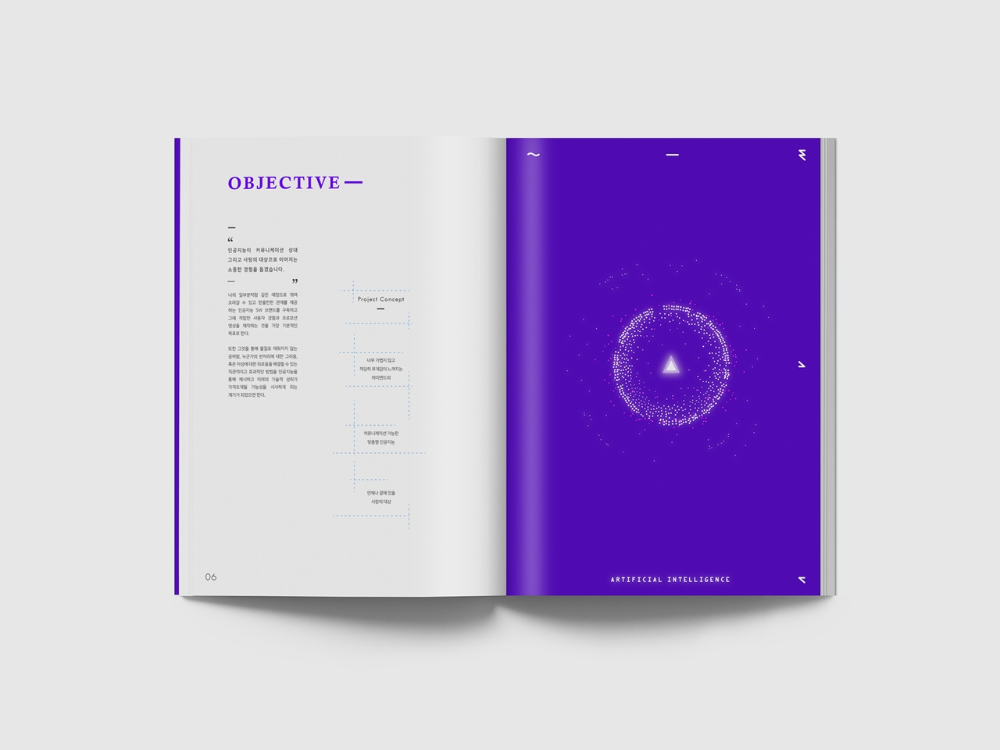 OBJECTIVE —
“
인공지능이 커뮤니케이션 상대
그리고 사랑의 대상으로 이어지는
소중한 경험을 돕겠습니다.
”
나의 일부분처럼 깊은 애정으로 엮여
오래갈 수 있고 믿을만한 관계를 제공
하는 인공지능 SW 브랜드를 구축하고
그에 적합한 사용자 경험과 프로모션
영상을 제작하는 것을 가장 기본적인
목표로 한다.
또한 그것을 통해 물질로 채워지지 않는
공허함, 누군가의 빈자리에 대한 그리움,
혹은 이성에 대한 외로움을 해결할 수 있는
직관적이고 효과적인 방법을 인공지능을
통해 제시하고 미래의 기술적 성취가
가져오게될 가능성을 시사하게 되는
계기가 되었으면 한다.
Project Concept
너무 가볍지 않고
적당히 무게감이 느껴지는
하이엔드의
커뮤니케이션 가능한
맞춤형 인공지능
언제나 곁에 있을
사랑의 대상
06
ARTIFICIAL INTELLIGENCE